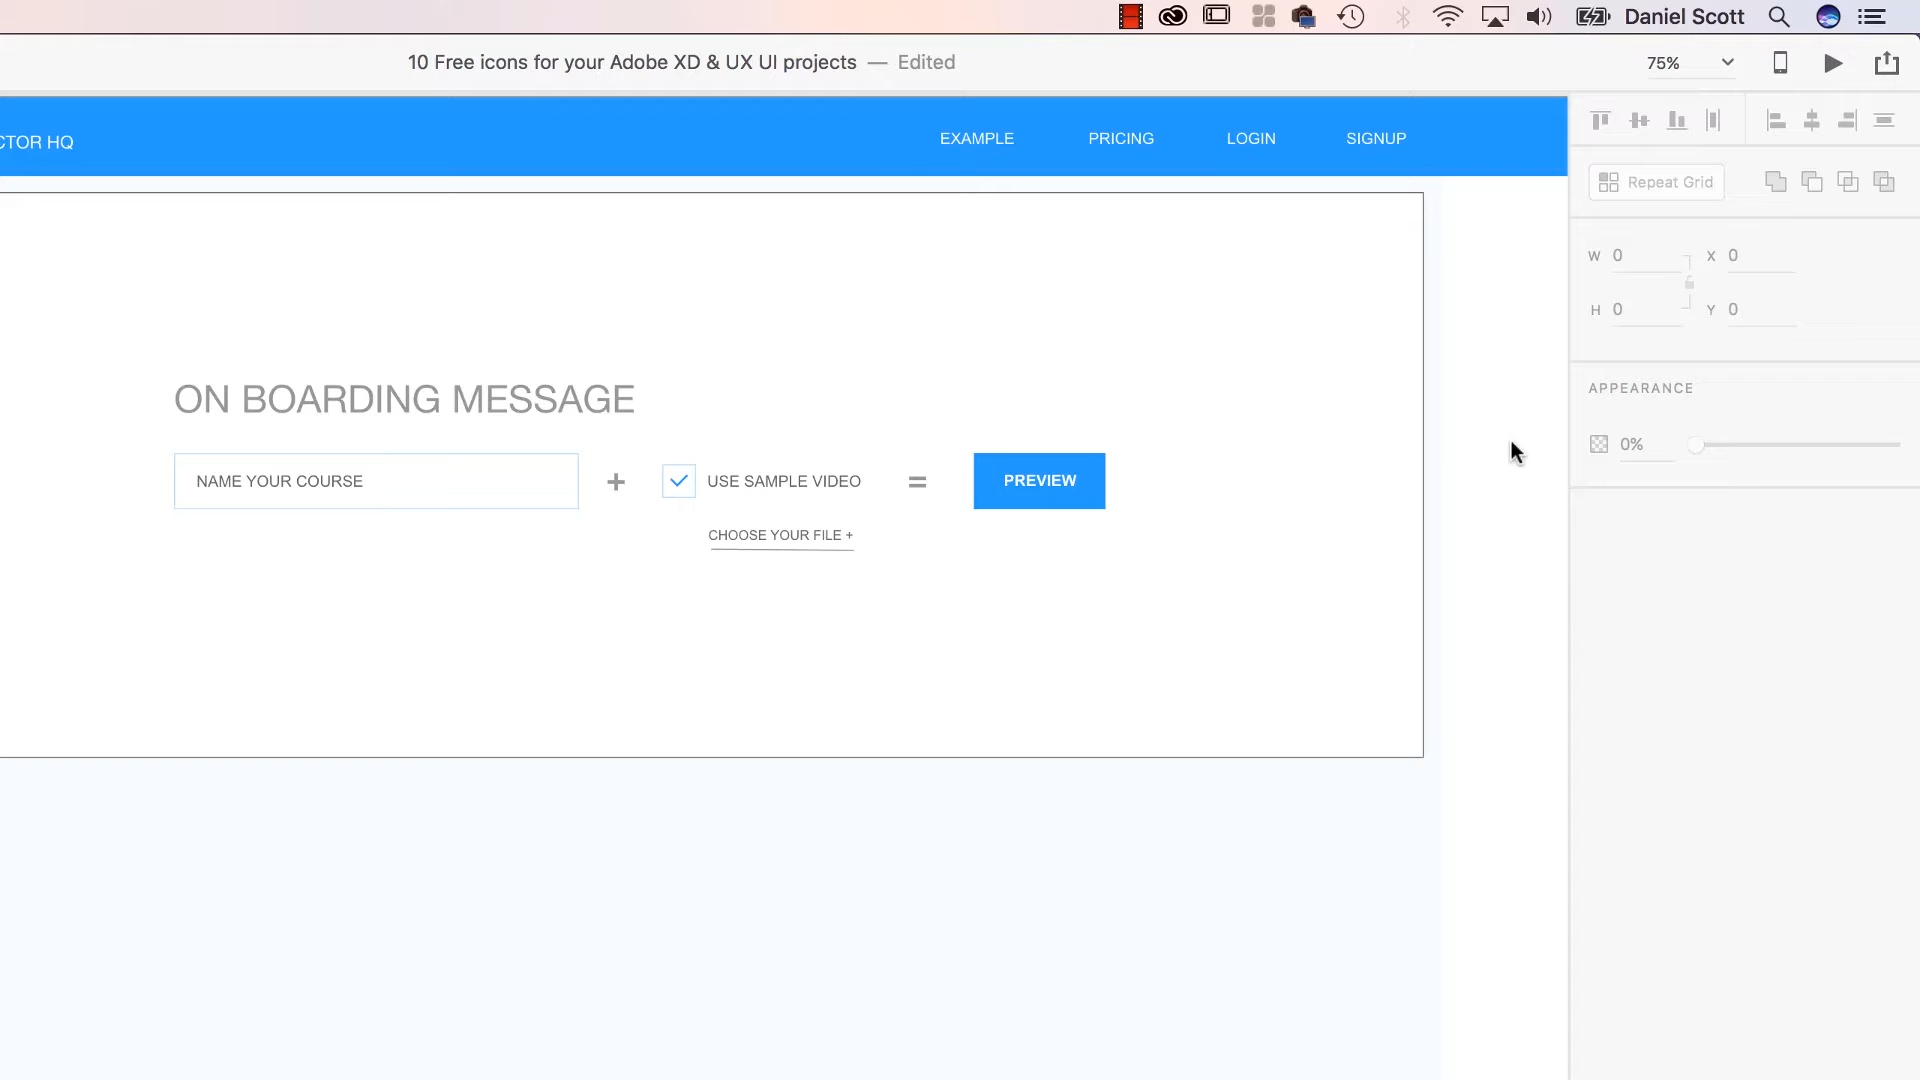 Daniel Scott
10 Free icons for your Adobe XD & UX UI projects — Edited
75%
CTOR HQ
EXAMPLE
PRICING
LOGIN
SIGNUP
Repeat Grid
W 0
X 0
H 0
Y 0
APPEARANCE
0%
ON BOARDING MESSAGE
NAME YOUR COURSE
+
USE SAMPLE VIDEO
=
PREVIEW
CHOOSE YOUR FILE +